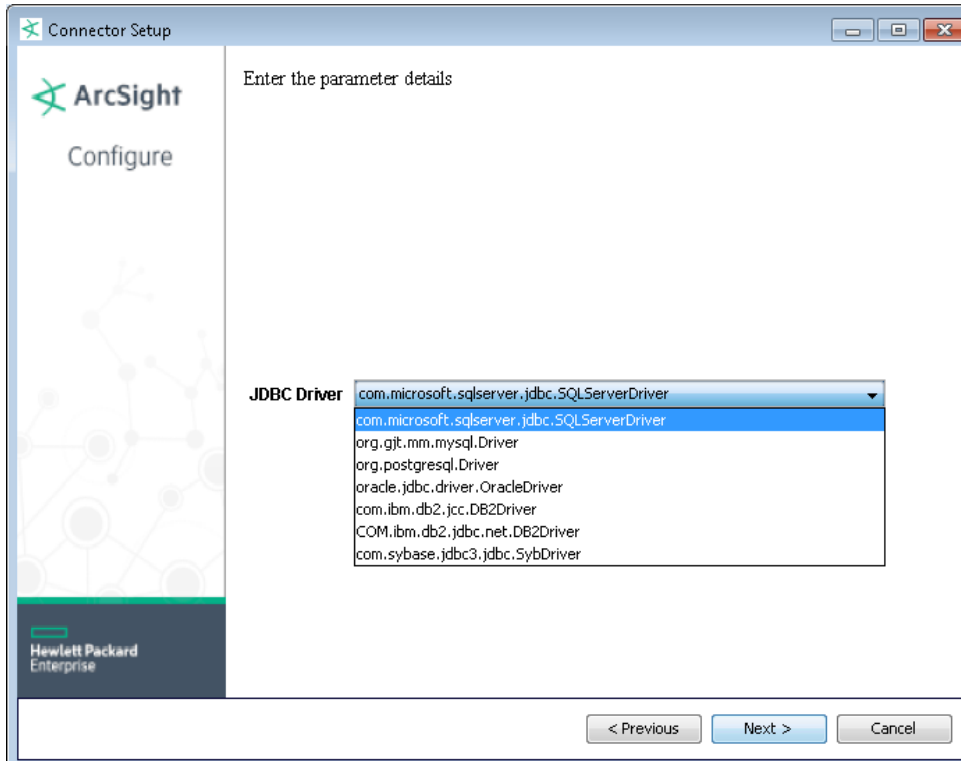 Connector Setup
ArcSight
Configure
Enter the parameter details
JDBC Driver com.microsoft.sqlserver.jdbc.SQLServerDriver
com.microsoft.sqlserver.jdbc.SQLServerDriver
org.gjt.mm.mysql.Driver
org.postgresql.Driver
oracle.jdbc.driver.OracleDriver
com.ibm.db2.jcc.DB2Driver
COM.ibm.db2.jdbc.net.DB2Driver
com.sybase.jdbc3.jdbc.SybDriver
Hewlett Packard
Enterprise
< Previous Next > Cancel